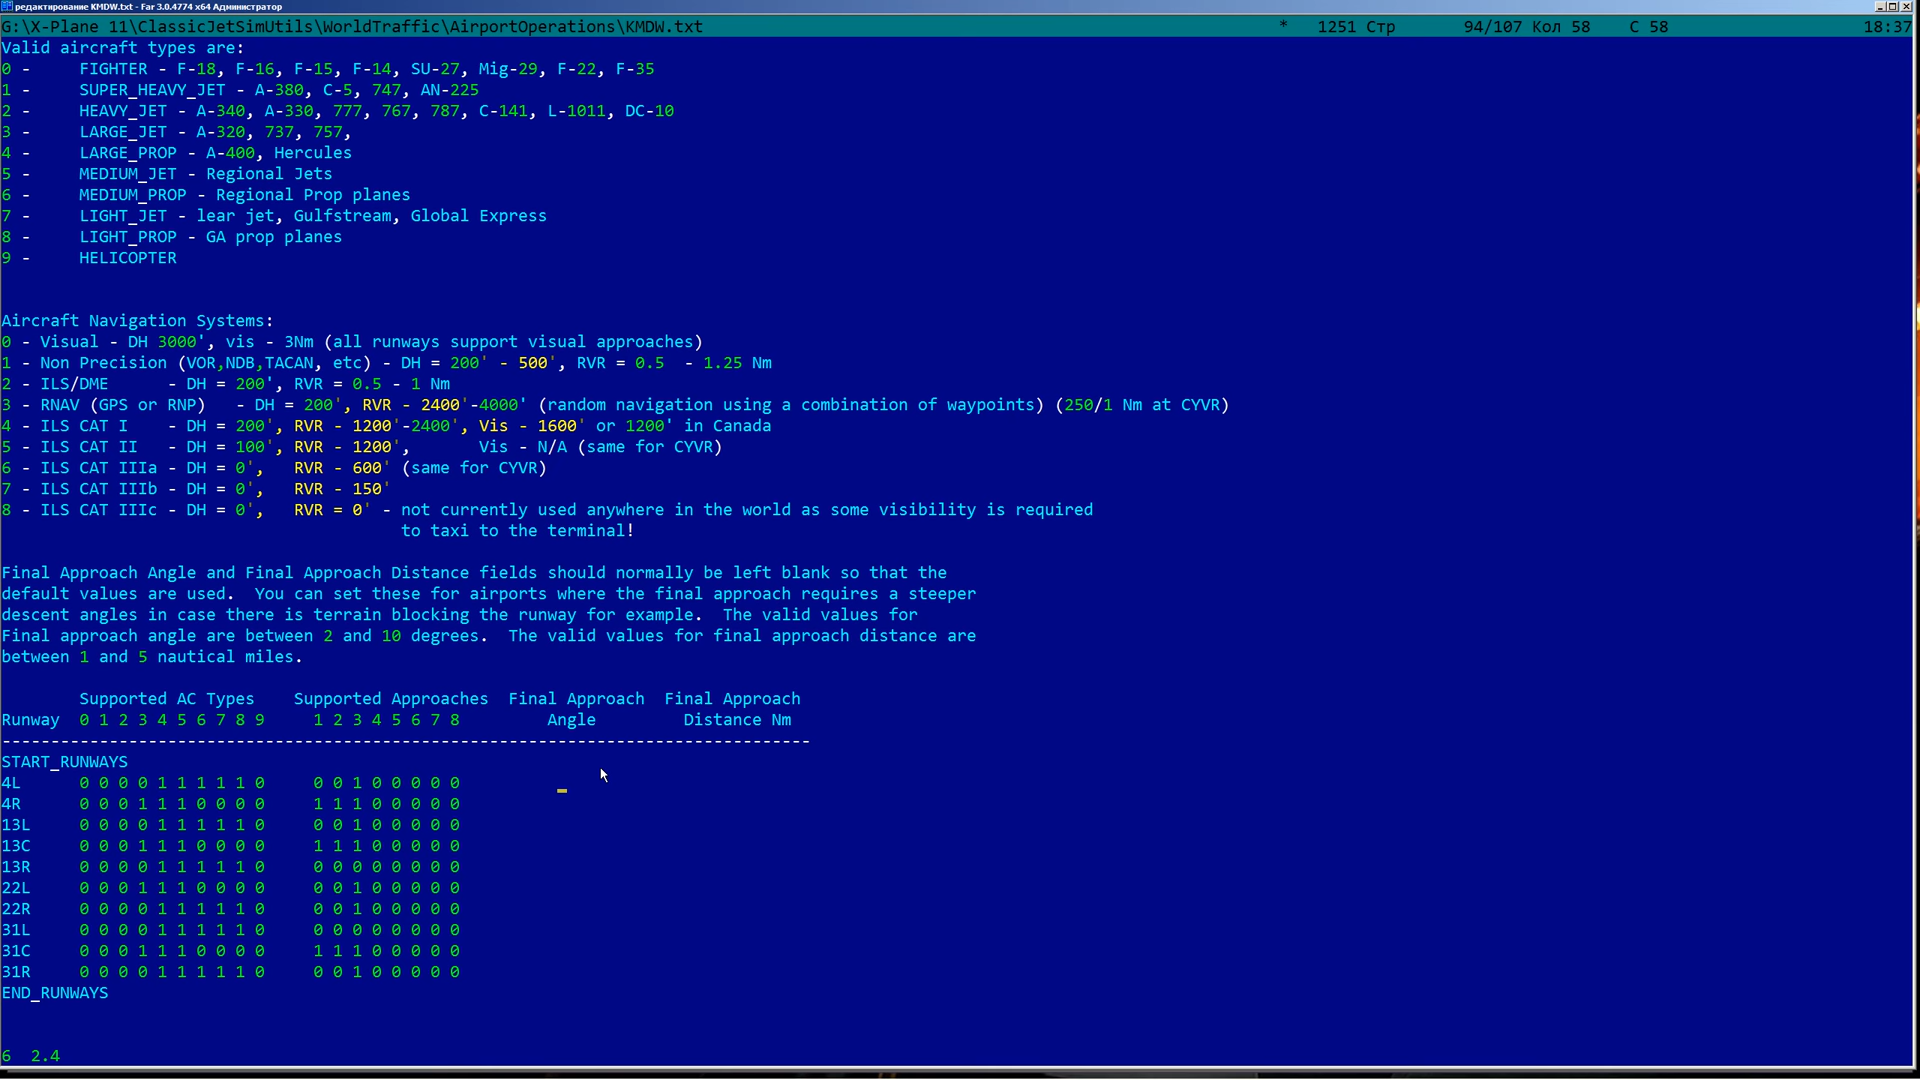 редактирование KMDW.txt - Far 3.0.4774 x64 Администратор
G:\X-Plane 11\ClassicJetSimUtils\WorldTraffic\AirportOperations\KMDW.txt * 1251 Стр 94/107 Кол 58 С 58 18:37
Valid aircraft types are:
0 - FIGHTER - F-18, F-16, F-15, F-14, SU-27, Mig-29, F-22, F-35
1 - SUPER_HEAVY_JET - A-380, C-5, 747, AN-225
2 - HEAVY_JET - A-340, A-330, 777, 767, 787, C-141, L-1011, DC-10
3 - LARGE_JET - A-320, 737, 757,
4 - LARGE_PROP - A-400, Hercules
5 - MEDIUM_JET - Regional Jets
6 - MEDIUM_PROP - Regional Prop planes
7 - LIGHT_JET - lear jet, Gulfstream, Global Express
8 - LIGHT_PROP - GA prop planes
9 - HELICOPTER
Aircraft Navigation Systems:
0 - Visual - DH 3000', vis - 3Nm (all runways support visual approaches)
1 - Non Precision (VOR,NDB,TACAN, etc) - DH = 200' - 500', RVR = 0.5  - 1.25 Nm
2 - ILS/DME      - DH = 200', RVR = 0.5 - 1 Nm
3 - RNAV (GPS or RNP)   - DH = 200', RVR - 2400'-4000' (random navigation using a combination of waypoints) (250/1 Nm at CYVR)
4 - ILS CAT I    - DH = 200', RVR - 1200'-2400', Vis - 1600' or 1200' in Canada
5 - ILS CAT II   - DH = 100', RVR - 1200',       Vis - N/A (same for CYVR)
6 - ILS CAT IIIa - DH = 0',   RVR - 600' (same for CYVR)
7 - ILS CAT IIIb - DH = 0',   RVR - 150'
8 - ILS CAT IIIc - DH = 0',   RVR = 0' - not currently used anywhere in the world as some visibility is required
to taxi to the terminal!
Final Approach Angle and Final Approach Distance fields should normally be left blank so that the
default values are used.  You can set these for airports where the final approach requires a steeper
descent angles in case there is terrain blocking the runway for example.  The valid values for
Final approach angle are between 2 and 10 degrees.  The valid values for final approach distance are
between 1 and 5 nautical miles.
Supported AC Types    Supported Approaches  Final Approach  Final Approach
Runway  0 1 2 3 4 5 6 7 8 9     1 2 3 4 5 6 7 8         Angle         Distance Nm
-----------------------------------------------------------------------------------
START_RUNWAYS
4L      0 0 0 0 1 1 1 1 1 0     0 0 1 0 0 0 0 0
4R      0 0 0 1 1 1 0 0 0 0     1 1 1 0 0 0 0 0
13L     0 0 0 0 1 1 1 1 1 0     0 0 1 0 0 0 0 0
13C     0 0 0 1 1 1 0 0 0 0     1 1 1 0 0 0 0 0
13R     0 0 0 0 1 1 1 1 1 0     0 0 0 0 0 0 0 0
22L     0 0 0 1 1 1 0 0 0 0     0 0 1 0 0 0 0 0
22R     0 0 0 0 1 1 1 1 1 0     0 0 1 0 0 0 0 0
31L     0 0 0 0 1 1 1 1 1 0     0 0 0 0 0 0 0 0
31C     0 0 0 1 1 1 0 0 0 0     1 1 1 0 0 0 0 0
31R     0 0 0 0 1 1 1 1 1 0     0 0 1 0 0 0 0 0
END_RUNWAYS
6  2.4